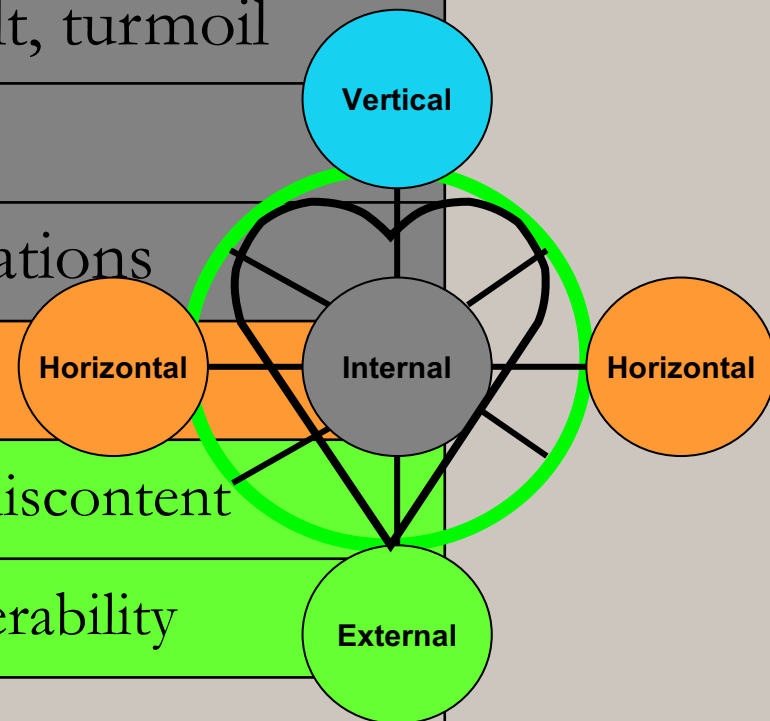 lt, turmoil
Vertical
ations
Horizontal
Internal
Horizontal
iscontent
erability
External